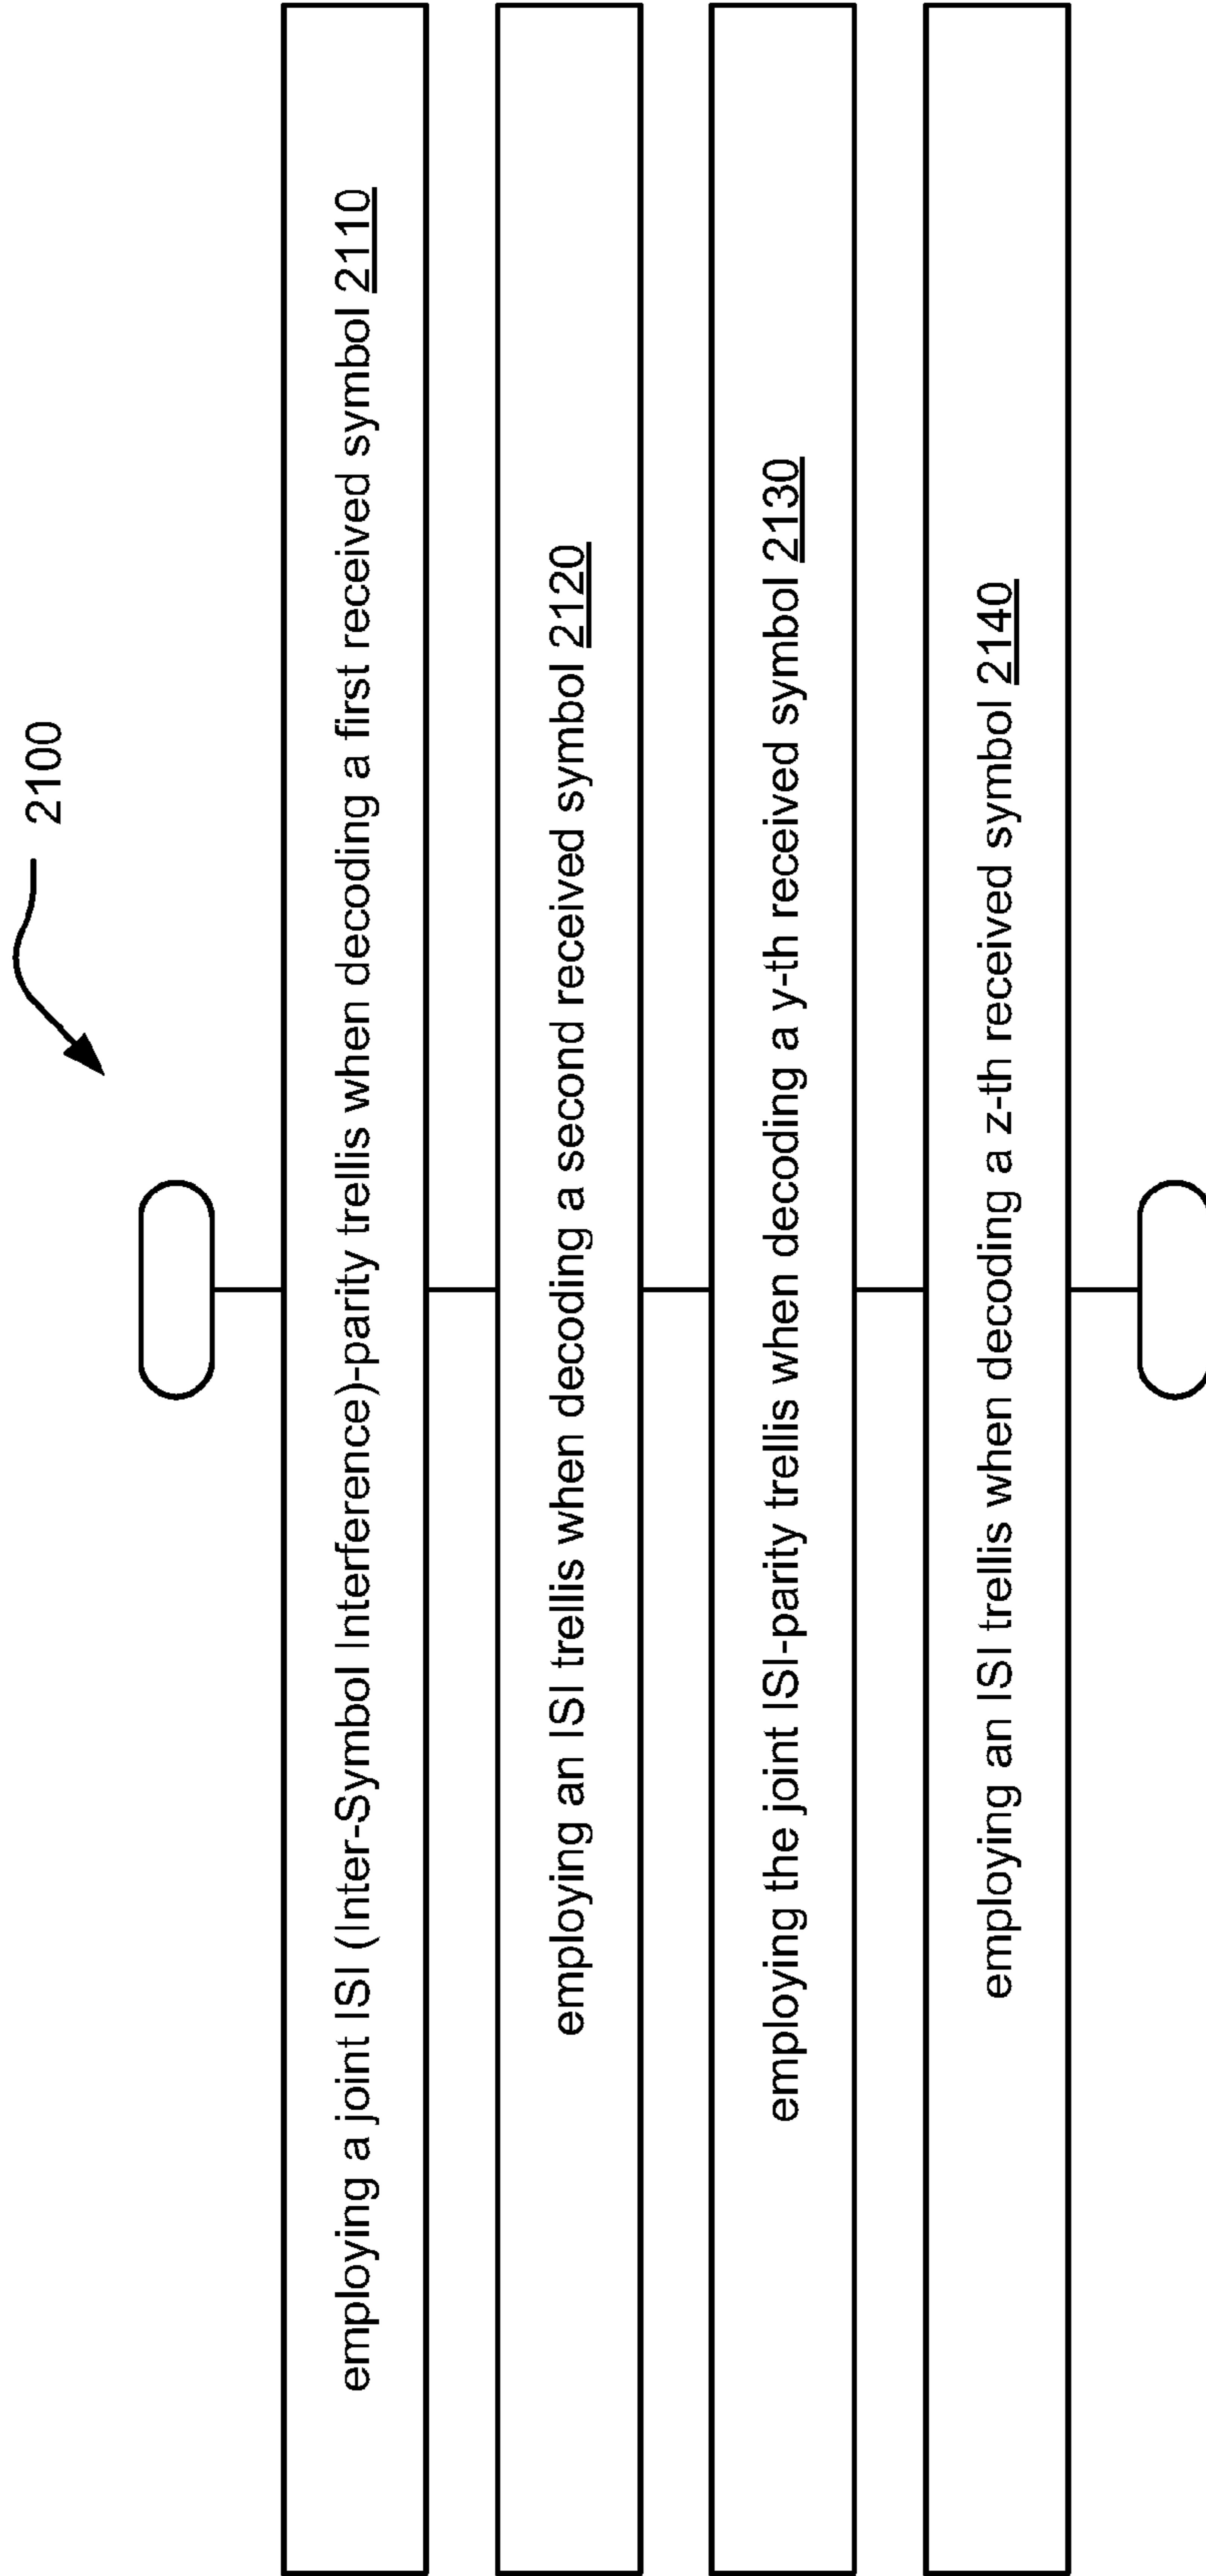 2100
employing a joint ISI (Inter-Symbol Interference)-parity trellis when decoding a first received symbol 2110
employing an ISI trellis when decoding a second received symbol 2120
employing the joint ISI-parity trellis when decoding a y-th received symbol 2130
employing an ISI trellis when decoding a z-th received symbol 2140